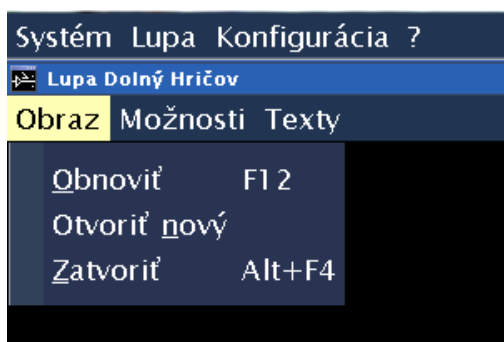 Systém Lupa Konfigurácia ?
Lupa Dolný Hričov
Obraz Možnosti Texty
Obnoviť F12
Otvoriť nový
Zatvoriť Alt+F4